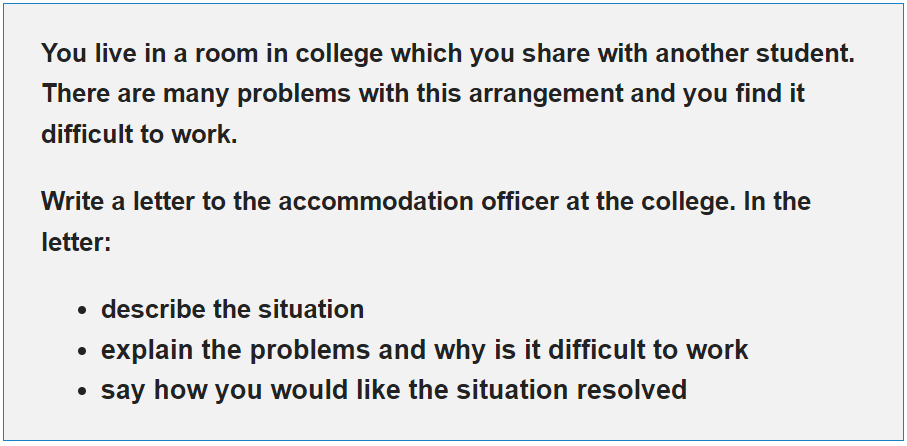 You live in a room in college which you share with another student.
There are many problems with this arrangement and you find it
difficult to work.
Write a letter to the accommodation officer at the college. In the
letter:
• describe the situation
• explain the problems and why is it difficult to work
• say how you would like the situation resolved